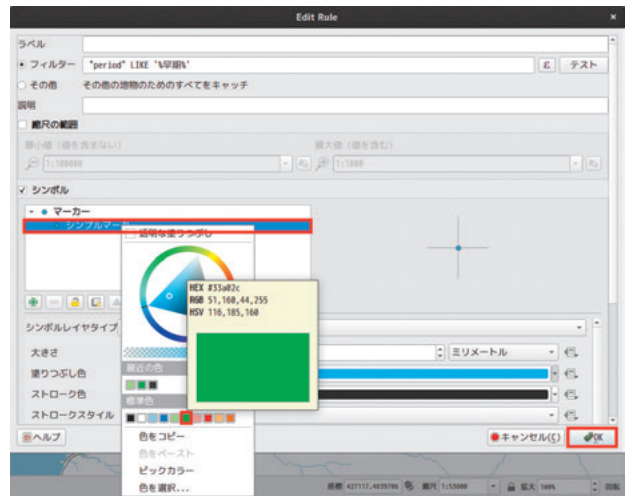 Edit Rule
ラベル
フィルター "period" LIKE '%早期%' ε テスト
その他 その他の地物のためのすべてをキャッチ
説明
縮尺の範囲
最小値（値を含まない） 最大値（値を含む）
1:100000 1:1000
シンボル
マーカー
シンプルマーカ
透明な塗りつぶし
HEX #33a02c
RGB 51,160,44,255
HSV 116,185,160
シンボルレイヤタイプ
大きさ ミリメートル
最近の色
塗りつぶし色
標準色
ストローク色
ストロークスタイル
色をコピー
ヘルプ キャンセル(C) OK
色をペースト
ピックカラー
色を選択...
座標 縮尺 1:53000 拡大 100% 回転